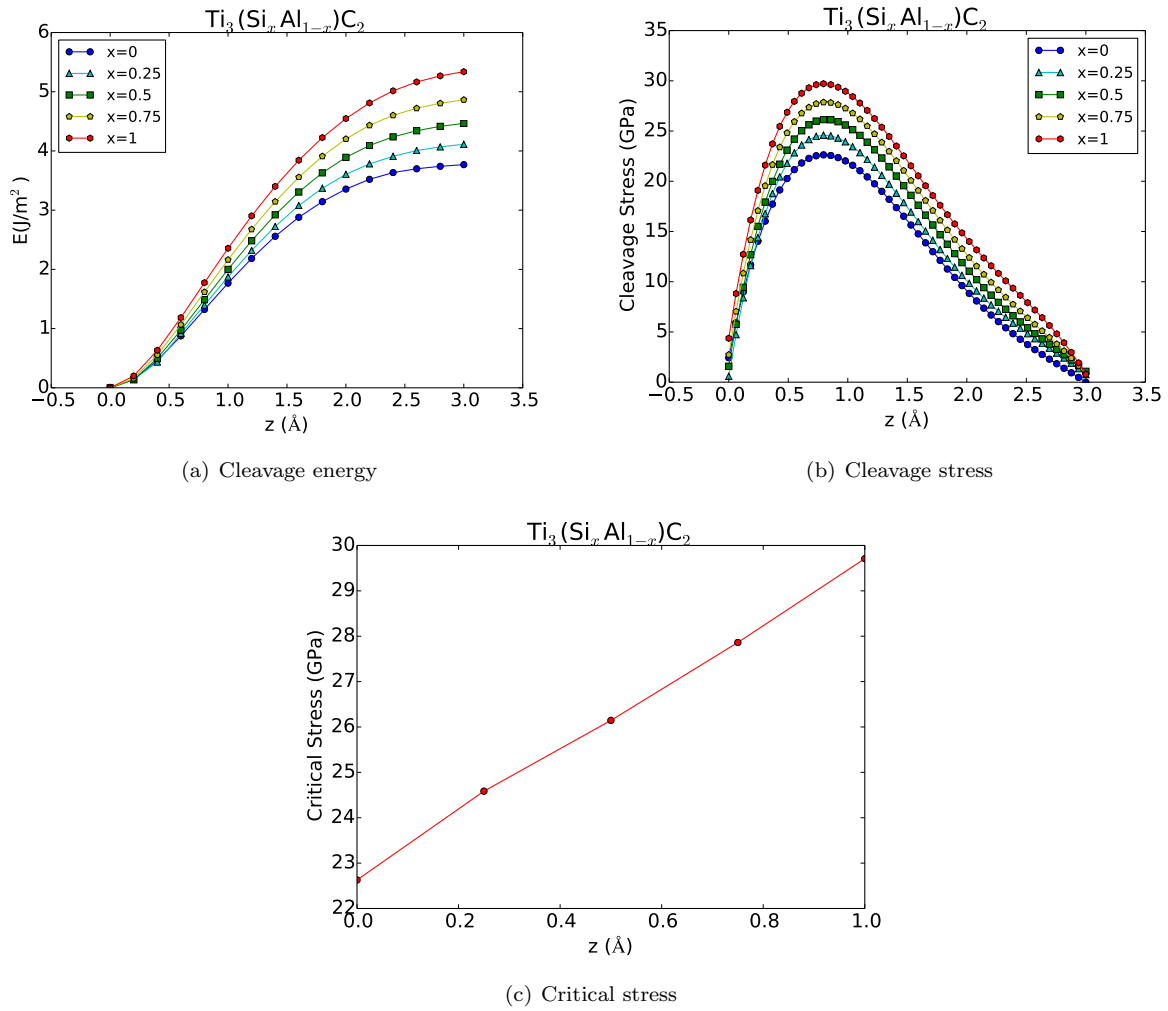 Ti₃(SiₓAl₁₋ₓ)C₂
6
5
4
3
2
1
0
E(J/m²)
x=0
x=0.25
x=0.5
x=0.75
x=1
−0.5 0.0 0.5 1.0 1.5 2.0 2.5 3.0 3.5
z (Å)
(a) Cleavage energy
Ti₃(SiₓAl₁₋ₓ)C₂
35
30
25
20
15
10
5
0
Cleavage Stress (GPa)
x=0
x=0.25
x=0.5
x=0.75
x=1
−0.5 0.0 0.5 1.0 1.5 2.0 2.5 3.0 3.5
z (Å)
(b) Cleavage stress
Ti₃(SiₓAl₁₋ₓ)C₂
30
29
28
27
26
25
24
23
22
Critical Stress (GPa)
0.0 0.2 0.4 0.6 0.8 1.0
z (Å)
(c) Critical stress